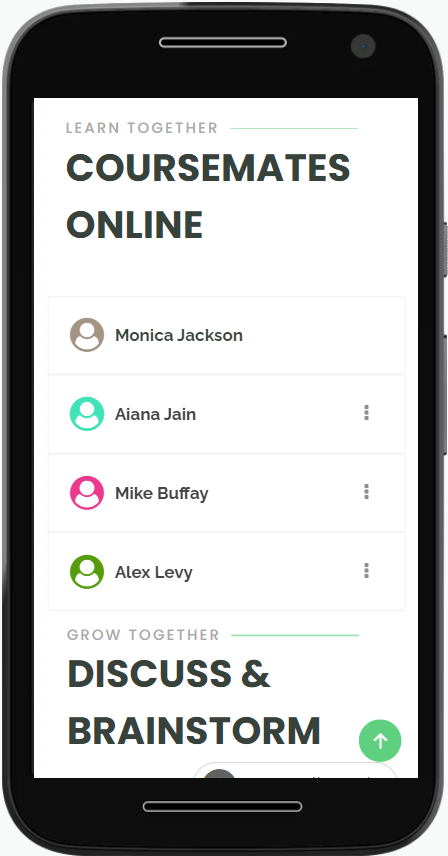 LEARN TOGETHER
COURSEMATES
ONLINE
Monica Jackson
Aiana Jain
Mike Buffay
Alex Levy
GROW TOGETHER
DISCUSS &
BRAINSTORM